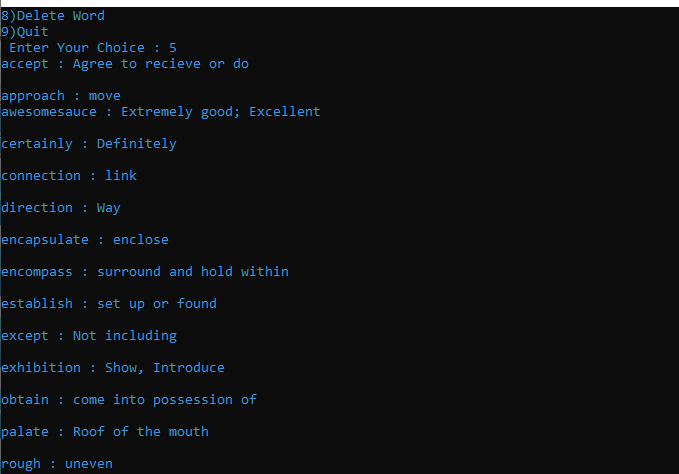 8)Delete Word
9)Quit
Enter Your Choice : 5
accept : Agree to recieve or do
approach : move
awesomesauce : Extremely good; Excellent
certainly : Definitely
connection : link
direction : Way
encapsulate : enclose
encompass : surround and hold within
establish : set up or found
except : Not including
exhibition : Show, Introduce
obtain : come into possession of
palate : Roof of the mouth
rough : uneven